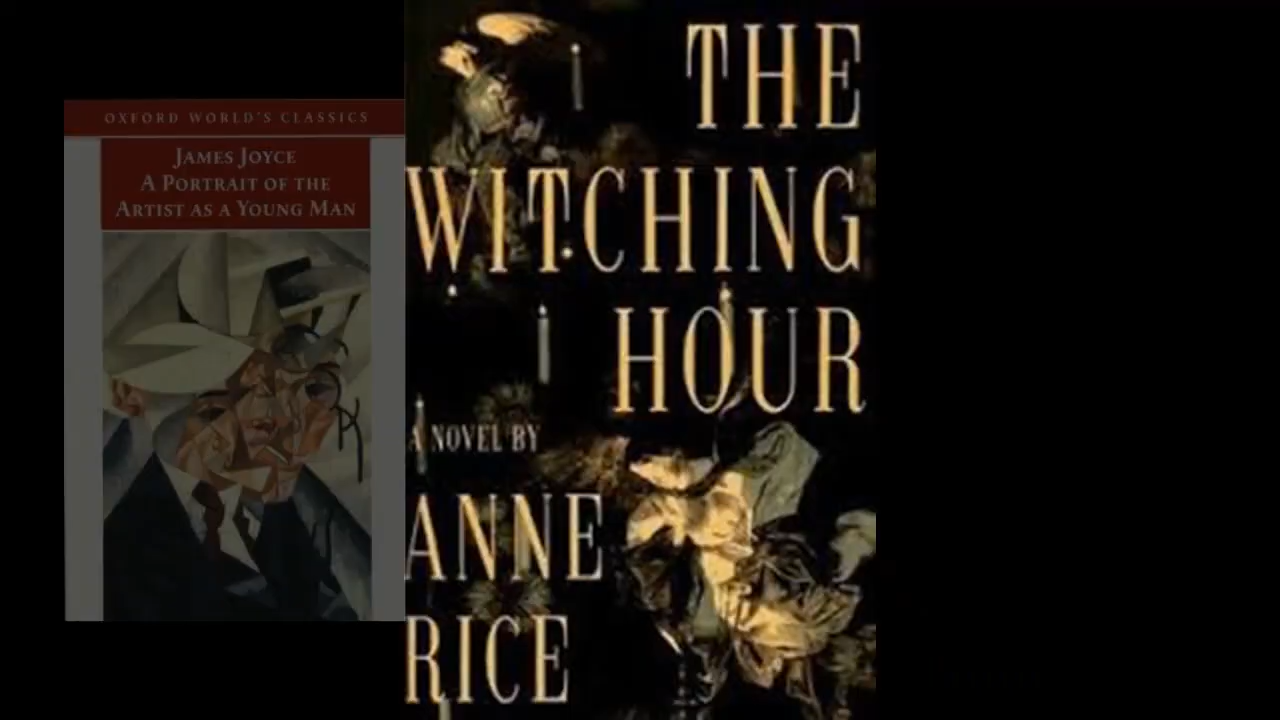 OXFORD WORLD'S CLASSICS
JAMES JOYCE
A PORTRAIT OF THE
ARTIST AS A YOUNG MAN
THE
WITCHING
HOUR
A NOVEL BY
ANNE
RICE